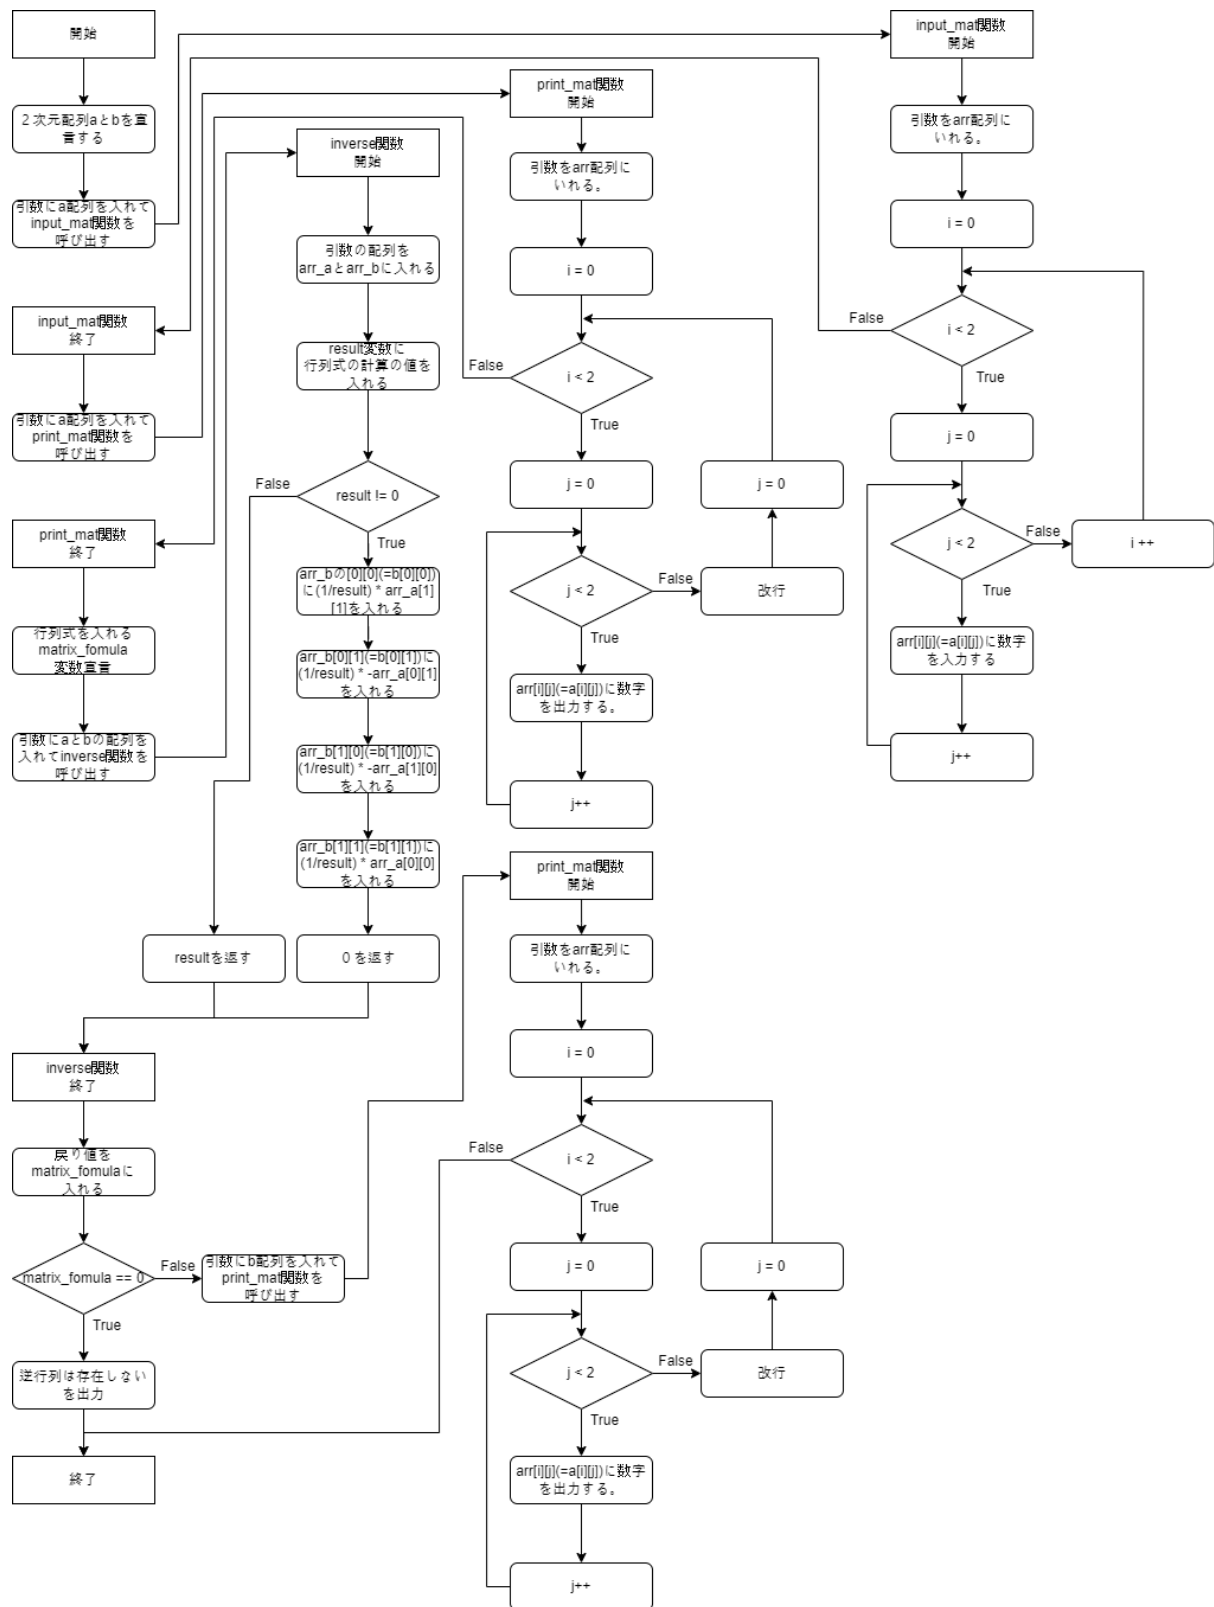 開始
２次元配列aとbを宣
言する
引数にa配列を入れて
input_mat関数を
呼び出す
input_mat関数
終了
引数にa配列を入れて
print_mat関数を
呼び出す
print_mat関数
終了
行列式を入れる
matrix_fomula
変数宣言
引数にaとbの配列を
入れてinverse関数を
呼び出す
inverse関数
開始
引数の配列を
arr_aとarr_bに入れる
result変数に
行列式の計算の値を
入れる
False
result != 0
True
arr_bの[0][0](=b[0][0])
に(1/result) * arr_a[1]
[1]を入れる
arr_b[0][1](=b[0][1])に
(1/result) * -arr_a[0][1]
を入れる
arr_b[1][0](=b[1][0])に
(1/result) * -arr_a[1][0]
を入れる
arr_b[1][1](=b[1][1])に
(1/result) * arr_a[0][0]
を入れる
resultを返す
０を返す
inverse関数
終了
戻り値を
matrix_fomulaに
入れる
matrix_fomula == 0
False
True
引数にb配列を入れて
print_mat関数を
呼び出す
逆行列は存在しない
を出力
終了
print_mat関数
開始
引数をarr配列に
いれる。
i = 0
False
i < 2
True
j = 0
j = 0
j < 2
False
改行
True
arr[i][j](=a[i][j])に数字
を出力する。
j++
input_mat関数
開始
引数をarr配列に
いれる。
i = 0
False
i < 2
True
j = 0
j < 2
False
i ++
True
arr[i][j](=a[i][j])に数字
を入力する
j++
print_mat関数
開始
引数をarr配列に
いれる。
i = 0
False
i < 2
True
j = 0
j = 0
j < 2
False
改行
True
arr[i][j](=a[i][j])に数字
を出力する。
j++